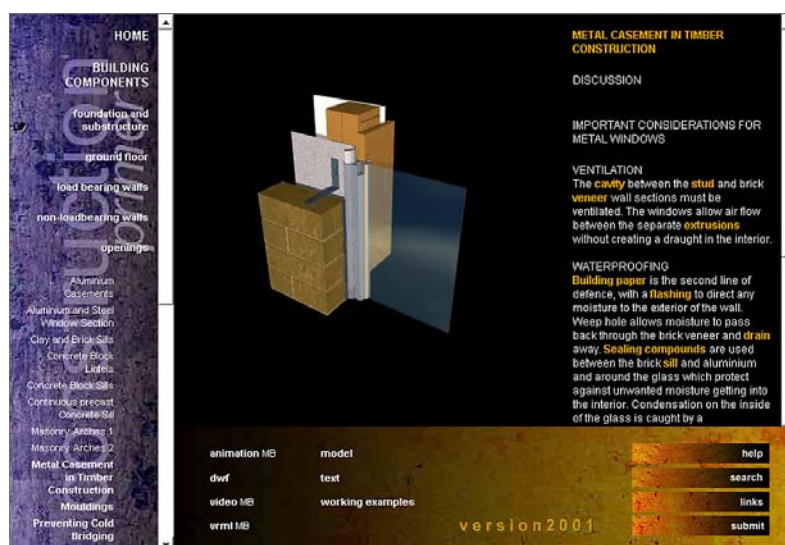 HOME
BUILDING
COMPONENTS
foundation and
substructure
ground floor
load bearing walls
non-loadbearing walls
openings
Aluminium
Casements
Aluminium and Steel
Window Section
Clay and Brick Sills
Concrete Block
Lintels
Concrete Block Sills
Continuous precast
Concrete Sill
Masonry Arches 1
Masonry Arches 2
Metal Casement
in Timber
Construction
Mouldings
Preventing Cold
Bridging
construction
primer
METAL CASEMENT IN TIMBER
CONSTRUCTION
DISCUSSION
IMPORTANT CONSIDERATIONS FOR
METAL WINDOWS
VENTILATION
The cavity between the stud and brick
veneer wall sections must be
ventilated. The windows allow air flow
between the separate extrusions
without creating a draught in the interior.
WATERPROOFING
Building paper is the second line of
defence, with a flashing to direct any
moisture to the exterior of the wall.
Weep hole allows moisture to pass
back through the brick veneer and drain
away. Sealing compounds are used
between the brick sill and aluminium
and around the glass which protect
against unwanted moisture getting into
the interior. Condensation on the inside
of the glass is caught by a
animation MB
model
dwf
text
video MB
working examples
vrml MB
version2001
help
search
links
submit